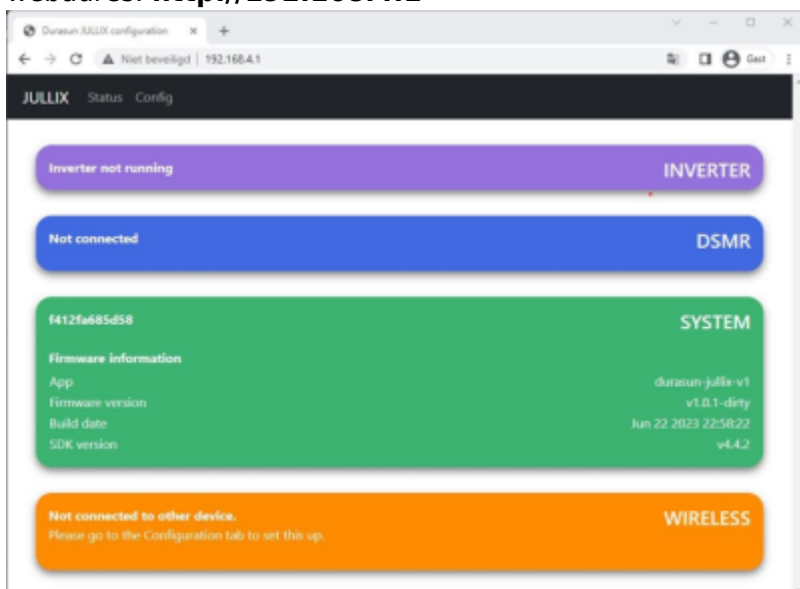 Durasun JULLIX configuration
Niet beveiligd | 192.168.4.1
Gast
JULLIX Status Config
Inverter not running INVERTER
Not connected DSMR
f412fa685d58 SYSTEM
Firmware information
App durasun-jullix-v1
Firmware version v1.0.1-dirty
Build date Jun 22 2023 22:58:22
SDK version v4.4.2
Not connected to other device. WIRELESS
Please go to the Configuration tab to set this up.